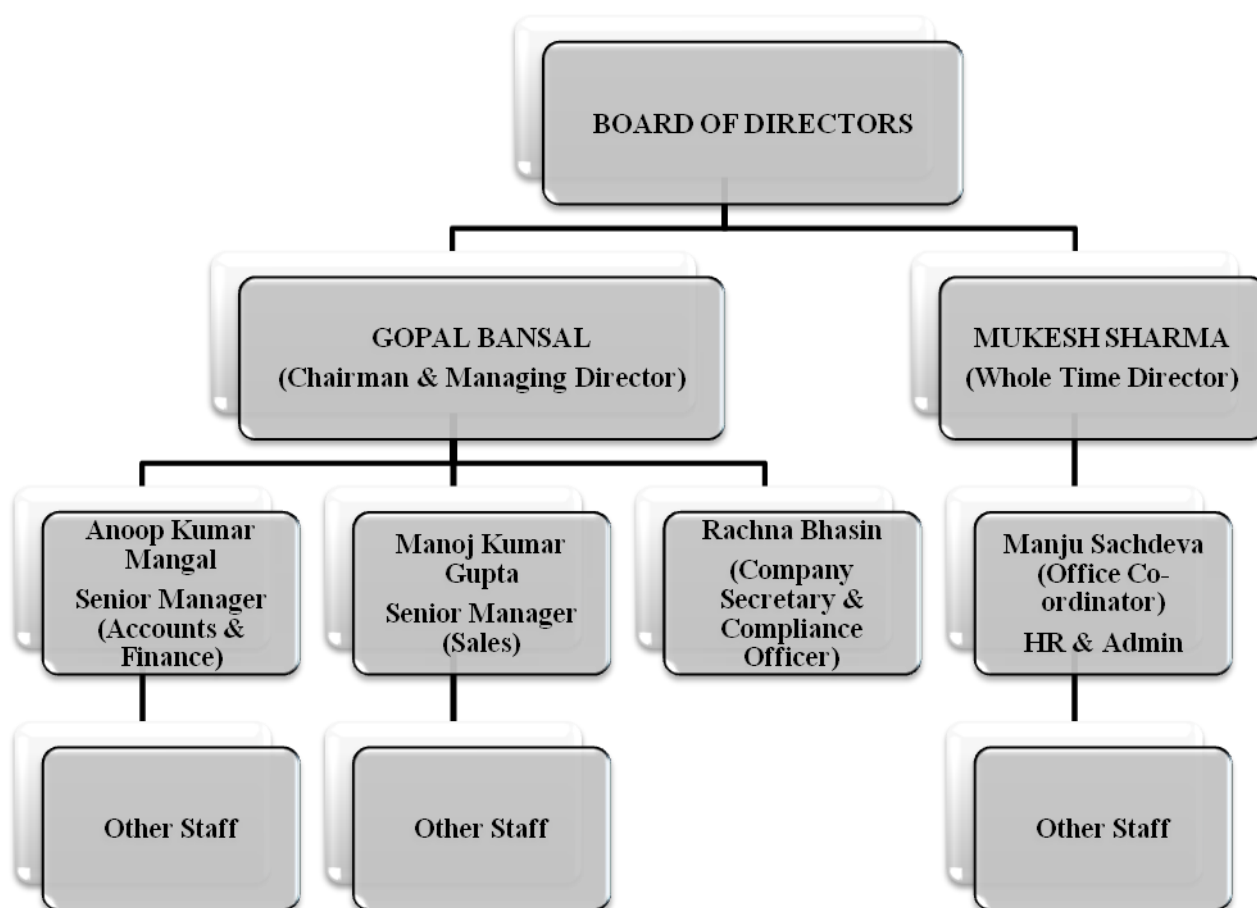 BOARD OF DIRECTORS
GOPAL BANSAL
(Chairman & Managing Director)
MUKESH SHARMA
(Whole Time Director)
Anoop Kumar
Mangal
Senior Manager
(Accounts &
Finance)
Manoj Kumar
Gupta
Senior Manager
(Sales)
Rachna Bhasin
(Company
Secretary &
Compliance
Officer)
Manju Sachdeva
(Office Co-
ordinator)
HR & Admin
Other Staff
Other Staff
Other Staff